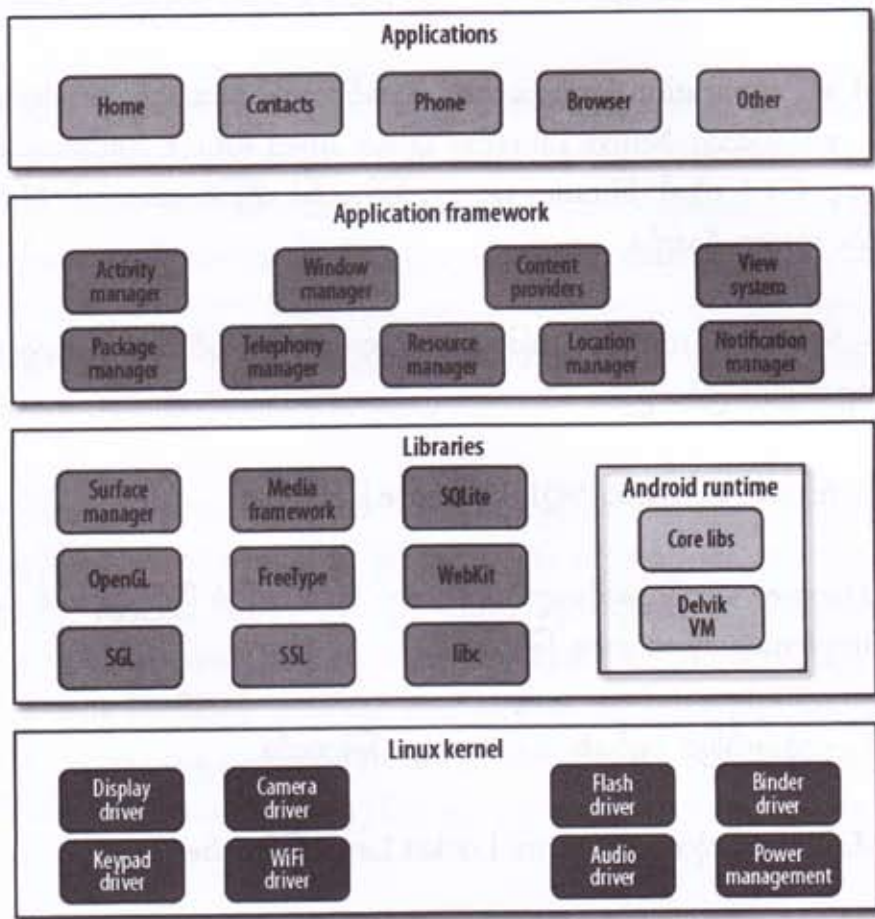 Applications
Home Contacts Phone Browser Other
Application framework
Activity manager
Window manager
Content providers
View system
Package manager
Telephony manager
Resource manager
Location manager
Notification manager
Libraries
Surface manager
Media framework
SQLite
OpenGL
FreeType
WebKit
SGL
SSL
libc
Android runtime
Core libs
Delvik VM
Linux kernel
Display driver
Camera driver
Flash driver
Binder driver
Keypad driver
WiFi driver
Audio driver
Power management